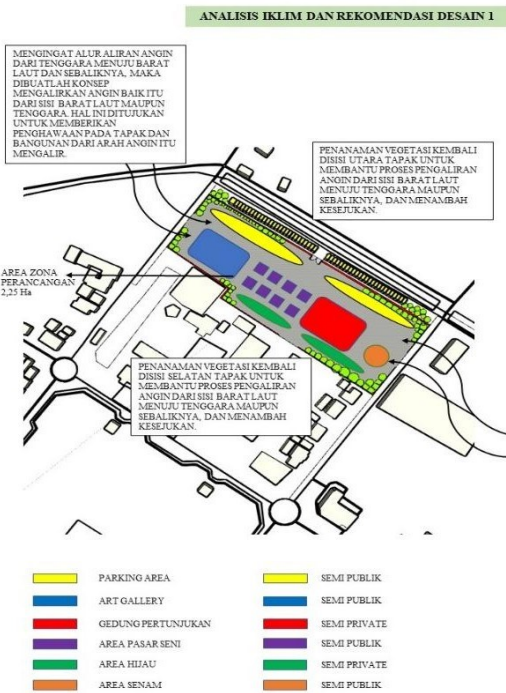 ANALISIS IKLIM DAN REKOMENDASI DESAIN 1
MENGINGAT ALUR ALIRAN ANGIN
DARI TENGGARA MENUJU BARAT
LAUT DAN SEBALIKNYA, MAKA
DIBUATLAH KONSEP
MENGALIRKAN ANGIN BAIK ITU
DARI SISI BARAT LAUT MAUPUN
TENGGARA. HAL INI DITUJUKAN
UNTUK MEMBERIKAN
PENGHAWAAN PADA TAPAK DAN
BANGUNAN DARI ARAH ANGIN ITU
MENGALIR.
PENANAMAN VEGETASI KEMBALI
DISISI UTARA TAPAK UNTUK
MEMBANTU PROSES PENGALIRAN
ANGIN DARI SISI BARAT LAUT
MENUJU TENGGARA MAUPUN
SEBALIKNYA, DAN MENAMBAH
KESEJUKAN.
AREA ZONA
PERANCANGAN
2,25 Ha
PENANAMAN VEGETASI KEMBALI
DISISI SELATAN TAPAK UNTUK
MEMBANTU PROSES PENGALIRAN
ANGIN DARI SISI BARAT LAUT
MENUJU TENGGARA MAUPUN
SEBALIKNYA, DAN MENAMBAH
KESEJUKAN.
PARKING AREA SEMI PUBLIK
ART GALLERY SEMI PUBLIK
GEDUNG PERTUNJUKAN SEMI PRIVATE
AREA PASAR SENI SEMI PUBLIK
AREA HIJAU SEMI PRIVATE
AREA SENAM SEMI PUBLIK